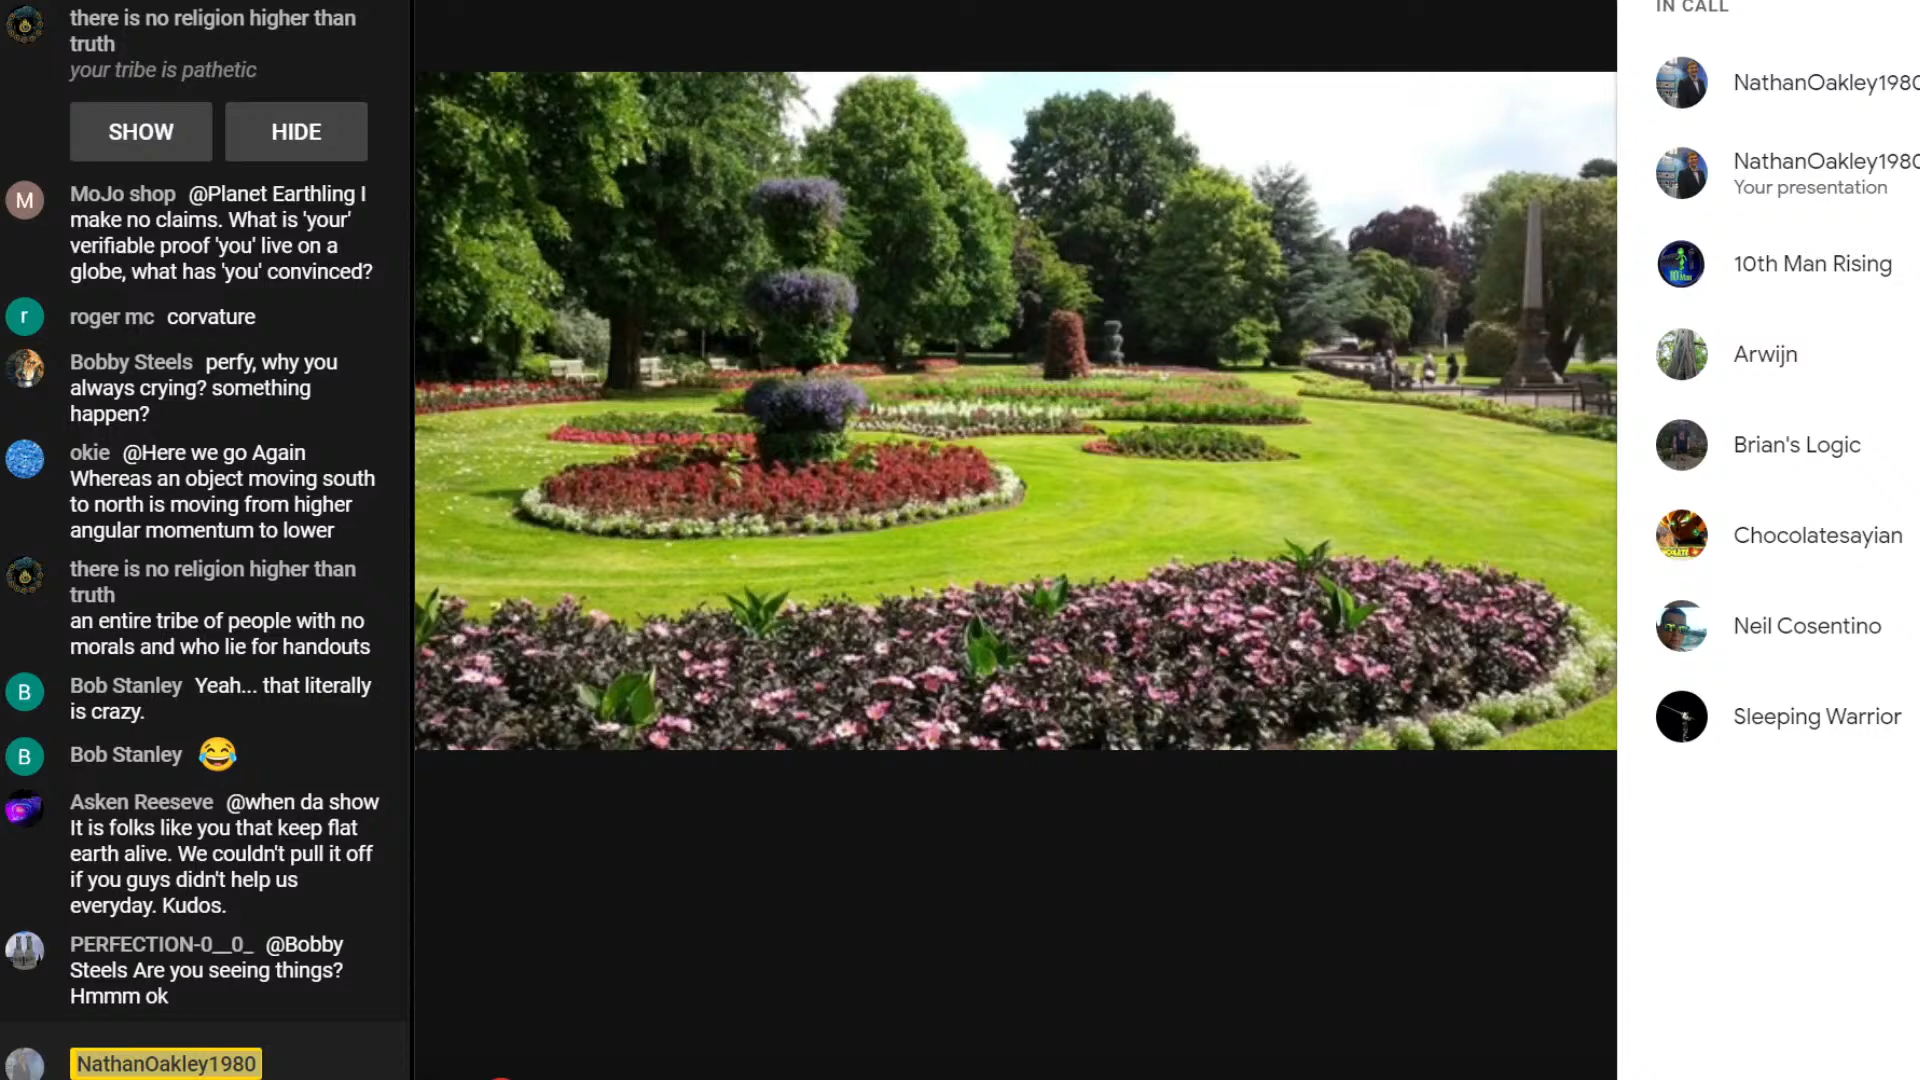 there is no religion higher than
truth
your tribe is pathetic
SHOW
HIDE
MoJo shop @Planet Earthling I
make no claims. What is 'your'
verifiable proof 'you' live on a
globe, what has 'you' convinced?
roger mc corvature
Bobby Steels perfy, why you
always crying? something
happen?
okie @Here we go Again
Whereas an object moving south
to north is moving from higher
angular momentum to lower
there is no religion higher than
truth
an entire tribe of people with no
morals and who lie for handouts
Bob Stanley Yeah... that literally
is crazy.
Bob Stanley 😂
Asken Reeseve @when da show
It is folks like you that keep flat
earth alive. We couldn't pull it off
if you guys didn't help us
everyday. Kudos.
PERFECTION-0__0_ @Bobby
Steels Are you seeing things?
Hmmm ok
NathanOakley1980
IN CALL
NathanOakley1980
NathanOakley1980
Your presentation
10th Man Rising
Arwijn
Brian's Logic
Chocolatesayian
Neil Cosentino
Sleeping Warrior